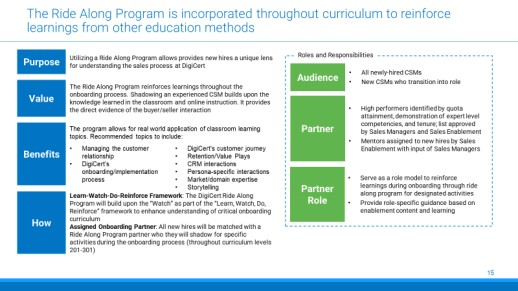 The Ride Along Program is incorporated throughout curriculum to reinforce
learnings from other education methods
Purpose
Utilizing a Ride Along Program allows provides new hires a unique lens
for understanding the sales process at DigiCert
Value
The Ride Along Program reinforces learnings throughout the
onboarding process. Shadowing an experienced CSM builds upon the
knowledge learned in the classroom and online instruction. It provides
the direct evidence of the buyer/seller interaction
Benefits
The program allows for real world application of classroom learning
topics. Recommended topics to include:
• Managing the customer
relationship
• DigiCert's
onboarding/implementation
process
• DigiCert's customer journey
• Retention/Value Plays
• CRM interactions
• Persona-specific interactions
• Market/domain expertise
• Storytelling
How
Learn-Watch-Do-Reinforce Framework: The DigiCert Ride Along
Program will build upon the "Watch" as part of the "Learn, Watch, Do,
Reinforce" framework to enhance understanding of critical onboarding
curriculum
Assigned Onboarding Partner: All new hires will be matched with a
Ride Along Program partner who they will shadow for specific
activities during the onboarding process (throughout curriculum levels
201-301)
Roles and Responsibilities
Audience
• All newly-hired CSMs
• New CSMs who transition into role
Partner
• High performers identified by quota
attainment, demonstration of expert level
competencies, and tenure; list approved
by Sales Managers and Sales Enablement
• Mentors assigned to new hires by Sales
Enablement with input of Sales Managers
Partner
Role
• Serve as a role model to reinforce
learnings during onboarding through ride
along program for designated activities
• Provide role-specific guidance based on
enablement content and learning
15